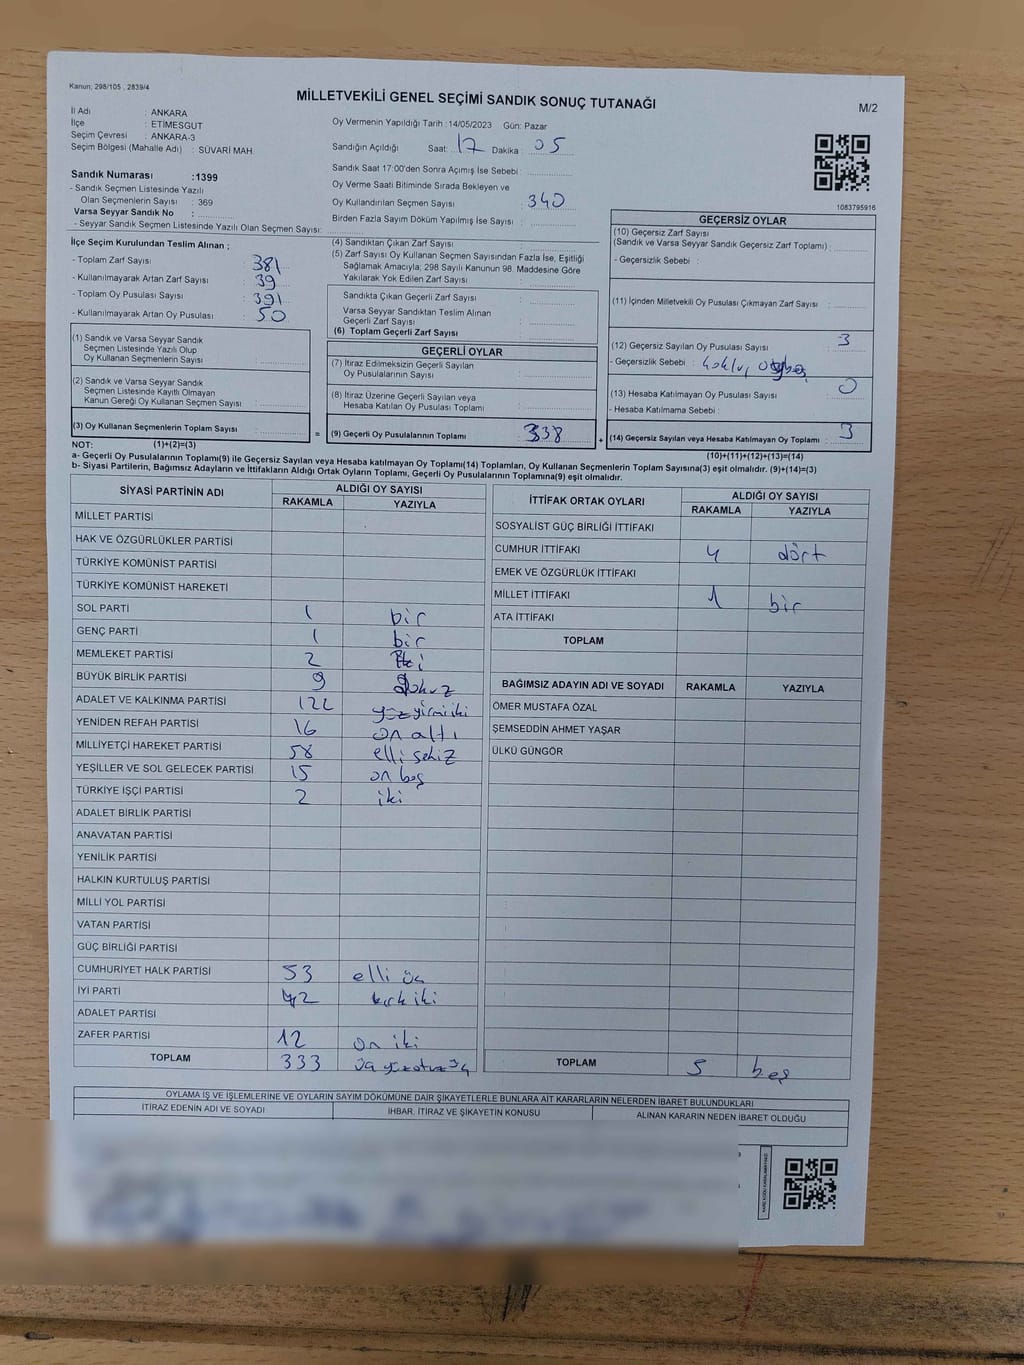 Kanun; 298/105 , 2839/4
MİLLETVEKİLİ GENEL SEÇİMİ SANDIK SONUÇ TUTANAĞI
M/2
İl Adı : ANKARA
İlçe : ETİMESGUT
Seçim Çevresi : ANKARA-3
Seçim Bölgesi (Mahalle Adı) : SÜVARİ MAH.
Sandık Numarası :1399
- Sandık Seçmen Listesinde Yazılı
Olan Seçmenlerin Sayısı : 369
Varsa Seyyar Sandık No :
- Seyyar Sandık Seçmen Listesinde Yazılı Olan Seçmen Sayısı:
Oy Vermenin Yapıldığı Tarih :14/05/2023 Gün: Pazar
Sandığın Açıldığı Saat: 17 Dakika : 05
Sandık Saat 17:00'den Sonra Açımış İse Sebebi :
Oy Verme Saati Bitiminde Sırada Bekleyen ve
Oy Kullandırılan Seçmen Sayısı : 340
Birden Fazla Sayım Döküm Yapılmış İse Sayısı :
1083795916
İlçe Seçim Kurulundan Teslim Alınan ;
- Toplam Zarf Sayısı : 381
- Kullanılmayarak Artan Zarf Sayısı : 39
- Toplam Oy Pusulası Sayısı : 391
- Kullanılmayarak Artan Oy Pusulası : 50
(1) Sandık ve Varsa Seyyar Sandık
Seçmen Listesinde Yazılı Olup
Oy Kullanan Seçmenlerin Sayısı :
(2) Sandık ve Varsa Seyyar Sandık
Seçmen Listesinde Kayıtlı Olmayan
Kanun Gereği Oy Kullanan Seçmen Sayısı :
(3) Oy Kullanan Seçmenlerin Toplam Sayısı :
(4) Sandıktan Çıkan Zarf Sayısı :
(5) Zarf Sayısı Oy Kullanan Seçmen Sayısından Fazla İse, Eşitliği
Sağlamak Amacıyla; 298 Sayılı Kanunun 98. Maddesine Göre
Yakılarak Yok Edilen Zarf Sayısı :
Sandıkta Çıkan Geçerli Zarf Sayısı :
Varsa Seyyar Sandıktan Teslim Alınan
Geçerli Zarf Sayısı :
(6) Toplam Geçerli Zarf Sayısı :
GEÇERLİ OYLAR
(7) İtiraz Edilmeksizin Geçerli Sayılan
Oy Pusulalarının Sayısı :
(8) İtiraz Üzerine Geçerli Sayılan veya
Hesaba Katılan Oy Pusulası Toplamı :
= (9) Geçerli Oy Pusulalarının Toplamı : 338 +
GEÇERSİZ OYLAR
(10) Geçersiz Zarf Sayısı
(Sandık ve Varsa Seyyar Sandık Geçersiz Zarf Toplamı) :
- Geçersizlik Sebebi :
(11) İçinden Milletvekili Oy Pusulası Çıkmayan Zarf Sayısı :
(12) Geçersiz Sayılan Oy Pusulası Sayısı : 3
- Geçersizlik Sebebi :
(13) Hesaba Katılmayan Oy Pusulası Sayısı : 0
- Hesaba Katılmama Sebebi :
(14) Geçersiz Sayılan veya Hesaba Katılmayan Oy Toplamı : 3
NOT: (1)+(2)=(3)
(10)+(11)+(12)+(13)=(14)
a- Geçerli Oy Pusulalarının Toplamı(9) ile Geçersiz Sayılan veya Hesaba katılmayan Oy Toplamı(14) Toplamları, Oy Kullanan Seçmenlerin Toplam Sayısına(3) eşit olmalıdır. (9)+(14)=(3)
b- Siyasi Partilerin, Bağımsız Adayların ve İttifakların Aldığı Ortak Oyların Toplamı, Geçerli Oy Pusulalarının Toplamına(9) eşit olmalıdır.
SİYASİ PARTİNİN ADI
ALDIĞI OY SAYISI
RAKAMLA YAZIYLA
MİLLET PARTİSİ
HAK VE ÖZGÜRLÜKLER PARTİSİ
TÜRKİYE KOMÜNİST PARTİSİ
TÜRKİYE KOMÜNİST HAREKETİ
SOL PARTİ 1 bir
GENÇ PARTİ 1 bir
MEMLEKET PARTİSİ 2 iki
BÜYÜK BİRLİK PARTİSİ 9 dokuz
ADALET VE KALKINMA PARTİSİ 122 yüzyirmiiki
YENİDEN REFAH PARTİSİ 16 on altı
MİLLİYETÇİ HAREKET PARTİSİ 58 elli sekiz
YEŞİLLER VE SOL GELECEK PARTİSİ 15 on beş
TÜRKİYE İŞÇİ PARTİSİ 2 iki
ADALET BİRLİK PARTİSİ
ANAVATAN PARTİSİ
YENİLİK PARTİSİ
HALKIN KURTULUŞ PARTİSİ
MİLLİ YOL PARTİSİ
VATAN PARTİSİ
GÜÇ BİRLİĞİ PARTİSİ
CUMHURİYET HALK PARTİSİ 53 elli üç
İYİ PARTİ 42 kırk iki
ADALET PARTİSİ
ZAFER PARTİSİ 12 on iki
TOPLAM 333 üç yüz otuz üç
İTTİFAK ORTAK OYLARI
ALDIĞI OY SAYISI
RAKAMLA YAZIYLA
SOSYALİST GÜÇ BİRLİĞİ İTTİFAKI
CUMHUR İTTİFAKI 4 dört
EMEK VE ÖZGÜRLÜK İTTİFAKI
MİLLET İTTİFAKI 1 bir
ATA İTTİFAKI
TOPLAM
BAĞIMSIZ ADAYIN ADI VE SOYADI RAKAMLA YAZIYLA
ÖMER MUSTAFA ÖZAL
ŞEMSEDDİN AHMET YAŞAR
ÜLKÜ GÜNGÖR
TOPLAM 5 beş
OYLAMA İŞ VE İŞLEMLERİNE VE OYLARIN SAYIM DÖKÜMÜNE DAİR ŞİKAYETLERLE BUNLARA AİT KARARLARIN NELERDEN İBARET BULUNDUKLARI
İTİRAZ EDENİN ADI VE SOYADI
İHBAR, İTİRAZ VE ŞİKAYETİN KONUSU
ALINAN KARARIN NEDEN İBARET OLDUĞU